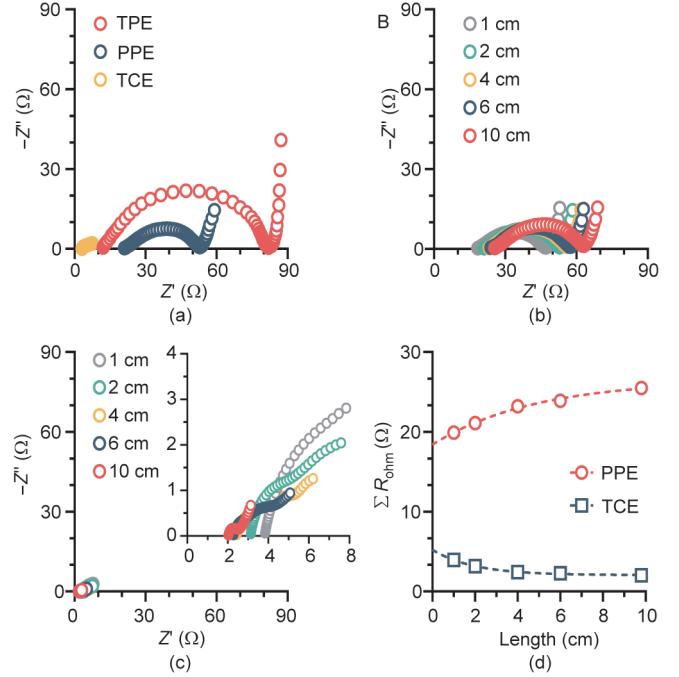 90
60
30
0
−Z" (Ω)
TPE
PPE
TCE
0
30
60
90
Z' (Ω)
(a)
B
90
60
30
0
−Z" (Ω)
1 cm
2 cm
4 cm
6 cm
10 cm
0
30
60
90
Z' (Ω)
(b)
90
60
30
0
−Z" (Ω)
1 cm
2 cm
4 cm
6 cm
10 cm
4
3
2
1
0
0
2
4
6
8
0
30
60
90
Z' (Ω)
(c)
30
20
10
0
∑ R_ohm (Ω)
PPE
TCE
0
2
4
6
8
10
Length (cm)
(d)